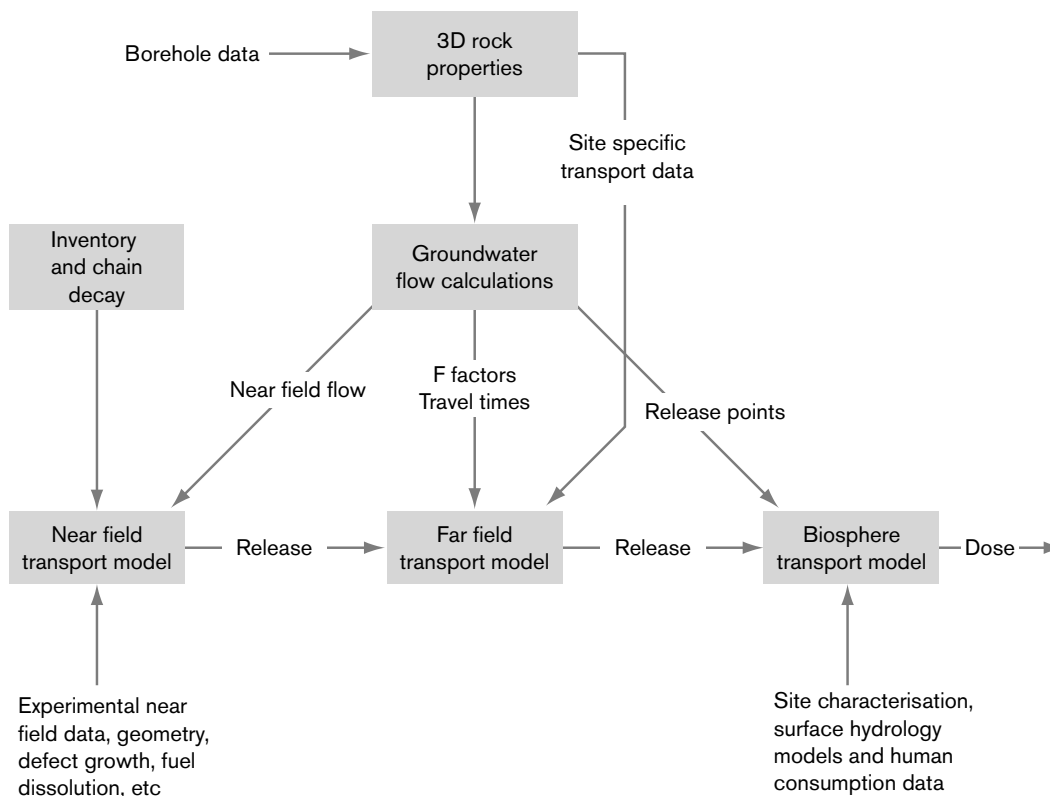 Borehole data
3D rock
properties
Site specific
transport data
Inventory
and chain
decay
Groundwater
flow calculations
Near field flow
F factors
Travel times
Release points
Near field
transport model
Release
Far field
transport model
Release
Biosphere
transport model
Dose
Experimental near
field data, geometry,
defect growth, fuel
dissolution, etc
Site characterisation,
surface hydrology
models and human
consumption data